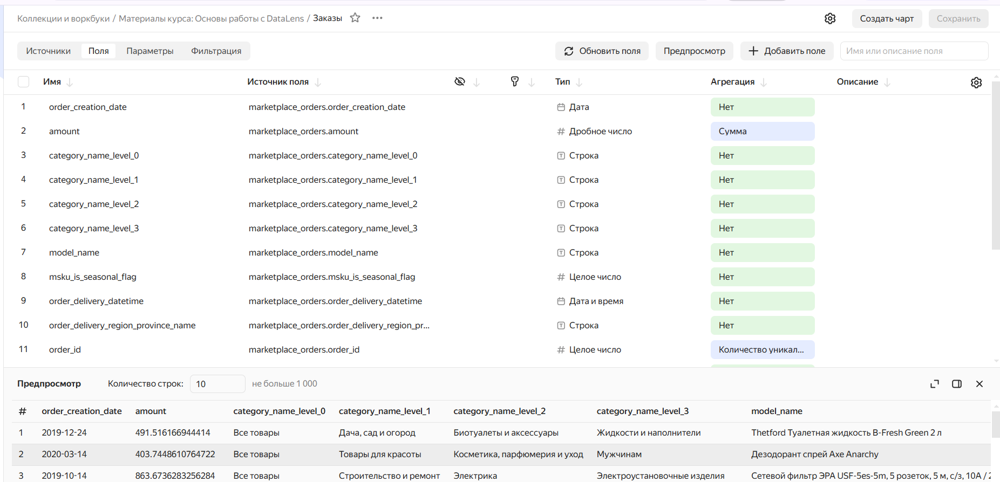 Коллекции и воркбуки / Материалы курса: Основы работы с DataLens / Заказы
Создать чарт
Сохранить
Источники Поля Параметры Фильтрация
Обновить поля
Предпросмотр
Добавить поле
Имя или описание поля
Имя Источник поля Тип Агрегация Описание
1 order_creation_date marketplace_orders.order_creation_date Дата Нет
2 amount marketplace_orders.amount Дробное число Сумма
3 category_name_level_0 marketplace_orders.category_name_level_0 Строка Нет
4 category_name_level_1 marketplace_orders.category_name_level_1 Строка Нет
5 category_name_level_2 marketplace_orders.category_name_level_2 Строка Нет
6 category_name_level_3 marketplace_orders.category_name_level_3 Строка Нет
7 model_name marketplace_orders.model_name Строка Нет
8 msku_is_seasonal_flag marketplace_orders.msku_is_seasonal_flag Целое число Нет
9 order_delivery_datetime marketplace_orders.order_delivery_datetime Дата и время Нет
10 order_delivery_region_province_name marketplace_orders.order_delivery_region_pr... Строка Нет
11 order_id marketplace_orders.order_id Целое число Количество уникал...
Предпросмотр Количество строк: 10 не больше 1 000
# order_creation_date amount category_name_level_0 category_name_level_1 category_name_level_2 category_name_level_3 model_name
1 2019-12-24 491.516166944414 Все товары Дача, сад и огород Биотуалеты и аксессуары Жидкости и наполнители Thetford Туалетная жидкость B-Fresh Green 2 л
2 2020-03-14 403.7448610764722 Все товары Товары для красоты Косметика, парфюмерия и уход Мужчинам Дезодорант спрей Axe Anarchy
3 2019-10-14 863.6736283256284 Все товары Строительство и ремонт Электрика Электроустановочные изделия Сетевой фильтр ЭРА USF-5es-5m, 5 розеток, 5 м, с/з, 10А /